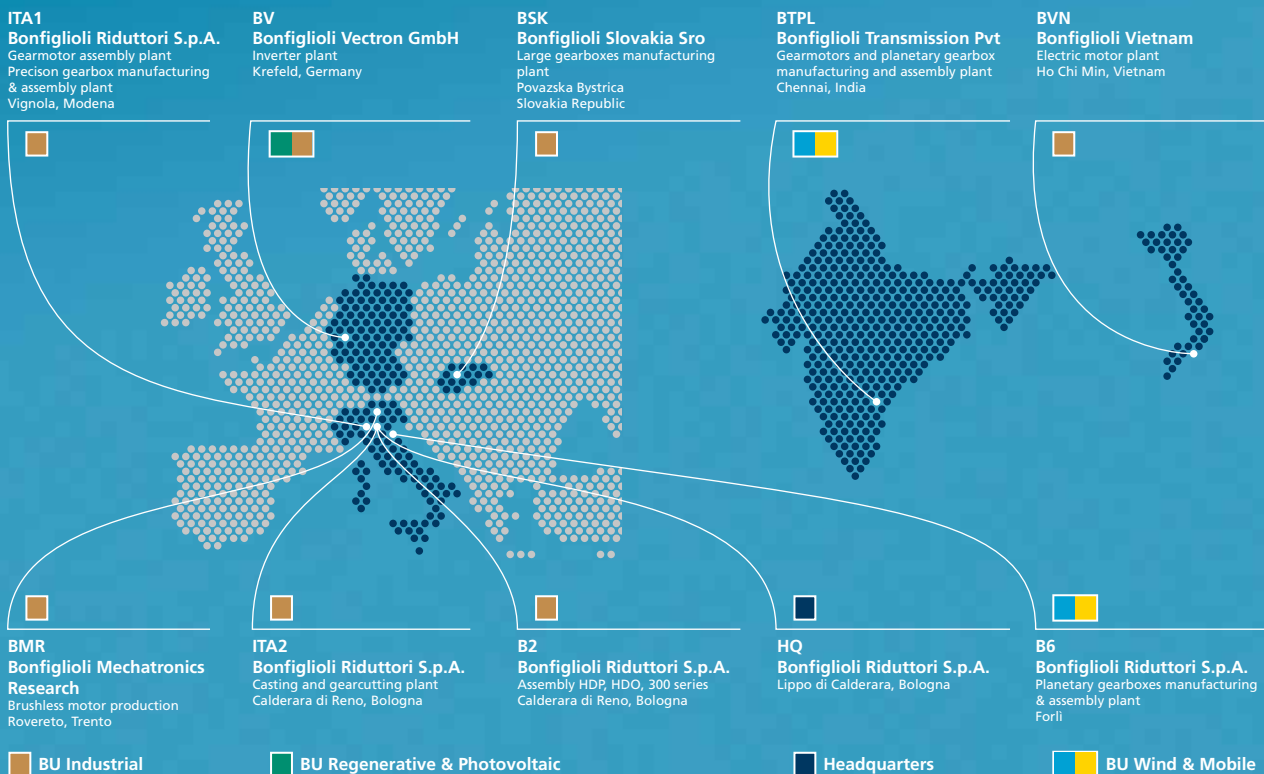 ITA1
Bonfiglioli Riduttori S.p.A.
Gearmotor assembly plant
Precison gearbox manufacturing
& assembly plant
Vignola, Modena
BV
Bonfiglioli Vectron GmbH
Inverter plant
Krefeld, Germany
BSK
Bonfiglioli Slovakia Sro
Large gearboxes manufacturing
plant
Povazska Bystrica
Slovakia Republic
BTPL
Bonfiglioli Transmission Pvt
Gearmotors and planetary gearbox
manufacturing and assembly plant
Chennai, India
BVN
Bonfiglioli Vietnam
Electric motor plant
Ho Chi Min, Vietnam
BMR
Bonfiglioli Mechatronics
Research
Brushless motor production
Rovereto, Trento
ITA2
Bonfiglioli Riduttori S.p.A.
Casting and gearcutting plant
Calderara di Reno, Bologna
B2
Bonfiglioli Riduttori S.p.A.
Assembly HDP, HDO, 300 series
Calderara di Reno, Bologna
HQ
Bonfiglioli Riduttori S.p.A.
Lippo di Calderara, Bologna
B6
Bonfiglioli Riduttori S.p.A.
Planetary gearboxes manufacturing
& assembly plant
Forlì
BU Industrial
BU Regenerative & Photovoltaic
Headquarters
BU Wind & Mobile